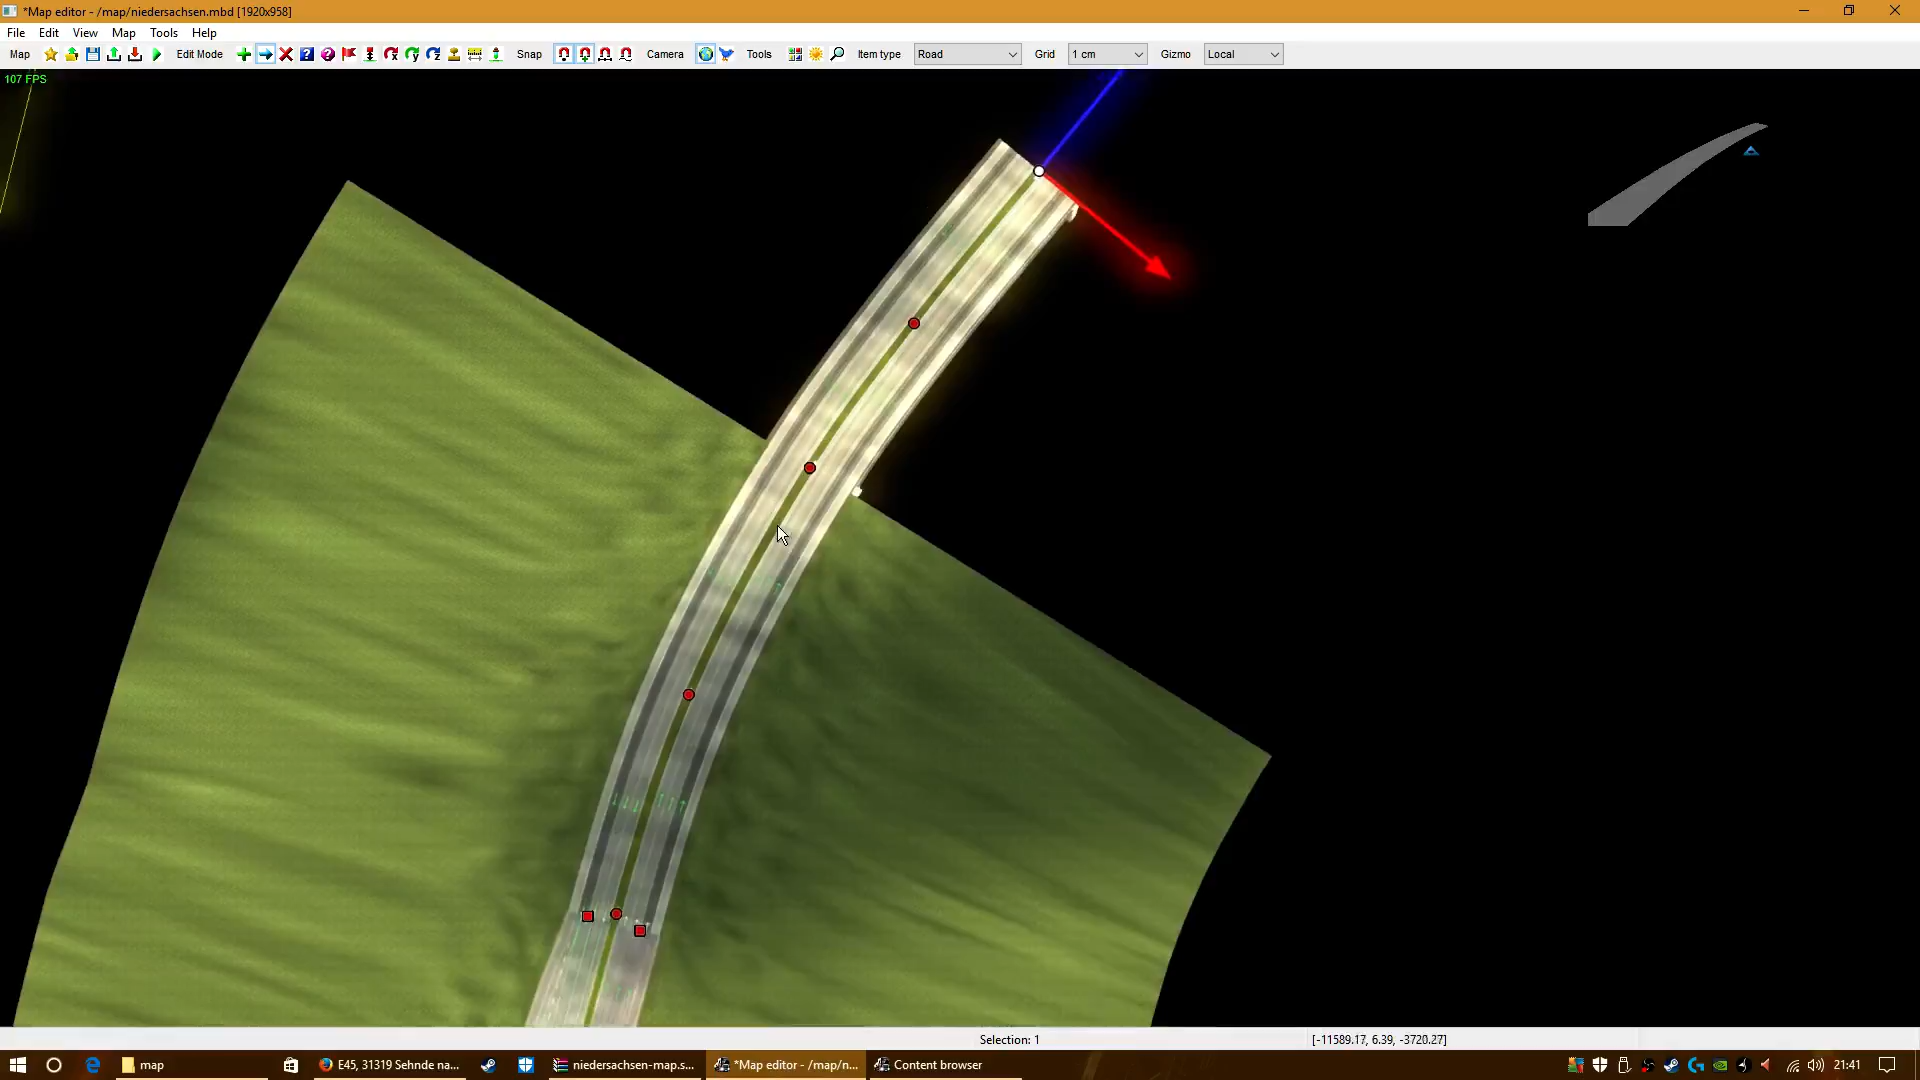 *Map editor - /map/niedersachsen.mbd [1920x958]
File Edit View Map Tools Help
Map Edit Mode Snap Camera Tools Item type Road Grid 1 cm Gizmo Local
107 FPS
Selection: 1 [-11589.17, 6.39, -3720.27]
map E45, 31319 Sehnde na... niedersachsen-map.s... *Map editor - /map/n... Content browser 21:41